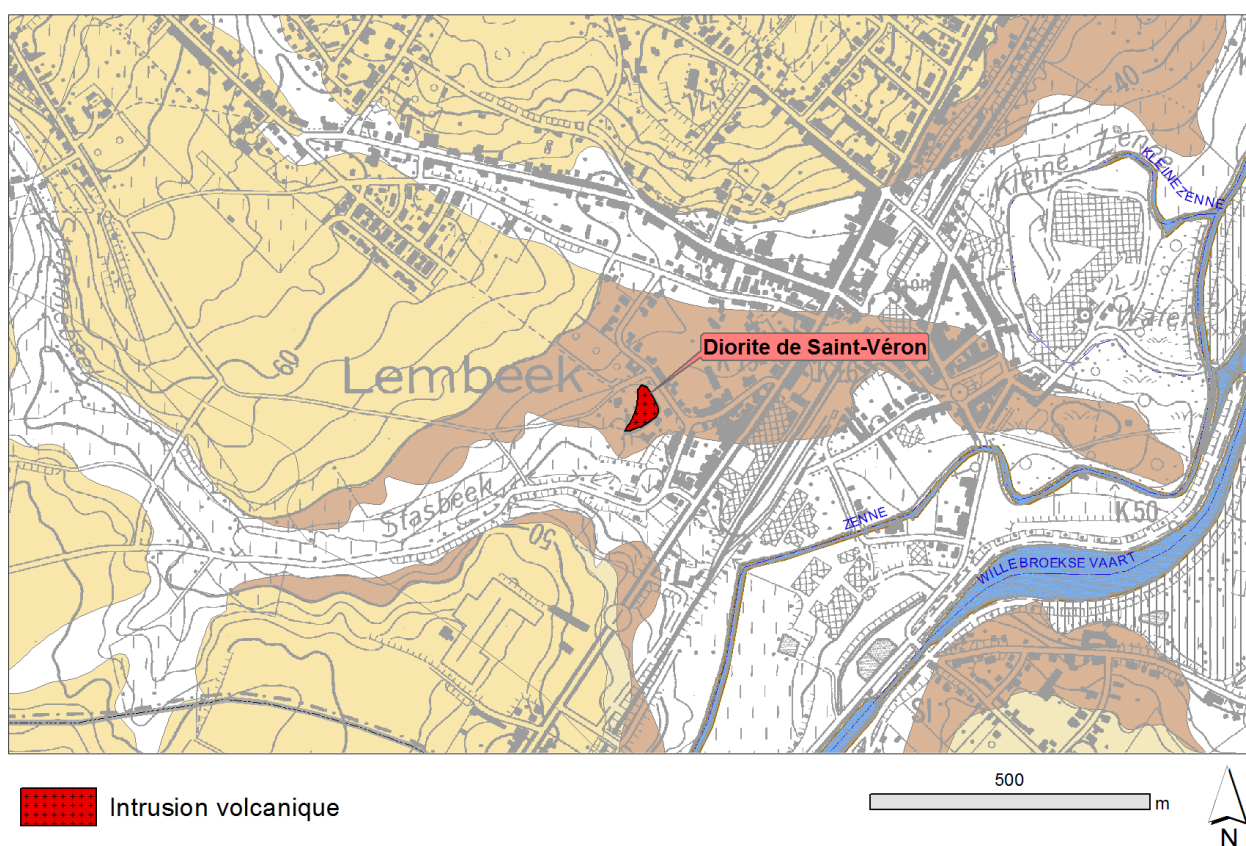 40
Kleine Zenne
KLEINE ZENNE
60
Diorite de Saint-Véron
Lembeek
Stasbeek
50
ZENNE
K50
WILLEBROEKSE VAART
Intrusion volcanique
500
m
N